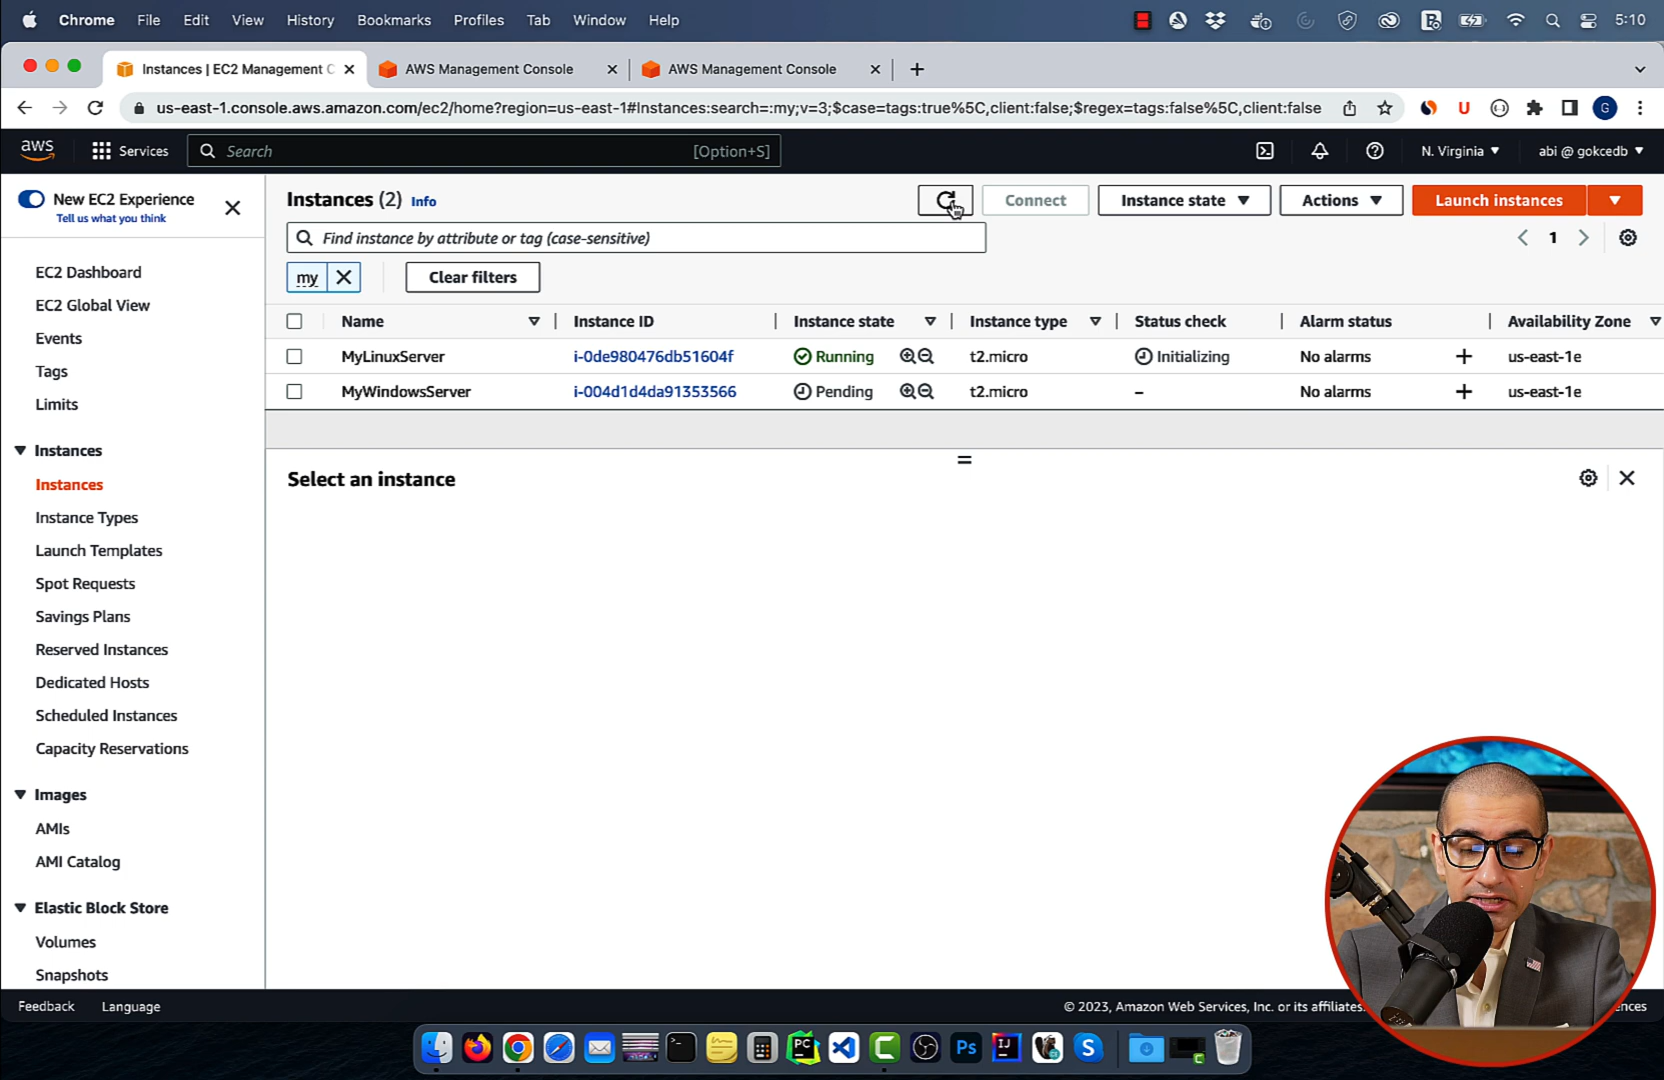 Chrome File Edit View History Bookmarks Profiles Tab Window Help 5:10
Instances | EC2 Management C AWS Management Console AWS Management Console
us-east-1.console.aws.amazon.com/ec2/home?region=us-east-1#Instances:search=:my;v=3;$case=tags:true%5C,client:false;$regex=tags:false%5C,client:false
aws Services Search [Option+S] N. Virginia abi @ gokcedb
New EC2 Experience
Tell us what you think
Instances (2) Info Connect Instance state Actions Launch instances
Find instance by attribute or tag (case-sensitive) 1
my Clear filters
Name Instance ID Instance state Instance type Status check Alarm status Availability Zone
MyLinuxServer i-0de980476db51604f Running t2.micro Initializing No alarms us-east-1e
MyWindowsServer i-004d1d4da91353566 Pending t2.micro – No alarms us-east-1e
Select an instance
EC2 Dashboard
EC2 Global View
Events
Tags
Limits
Instances
Instances
Instance Types
Launch Templates
Spot Requests
Savings Plans
Reserved Instances
Dedicated Hosts
Scheduled Instances
Capacity Reservations
Images
AMIs
AMI Catalog
Elastic Block Store
Volumes
Snapshots
Feedback Language © 2023, Amazon Web Services, Inc. or its affiliates.